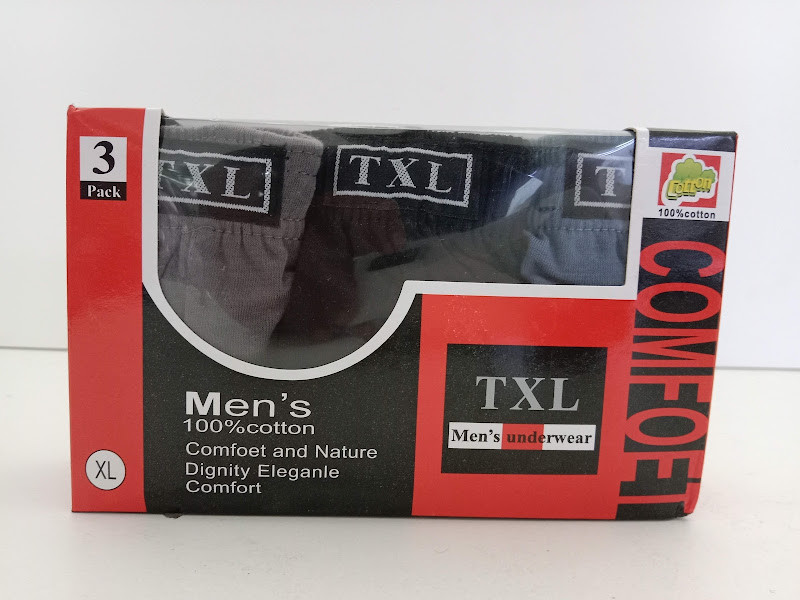 3
Pack
TXL
TXL
T
Cotton
100%cotton
COMFOET
TXL
Men's underwear
Men's
100%cotton
Comfoet and Nature
Dignity Eleganle
Comfort
XL